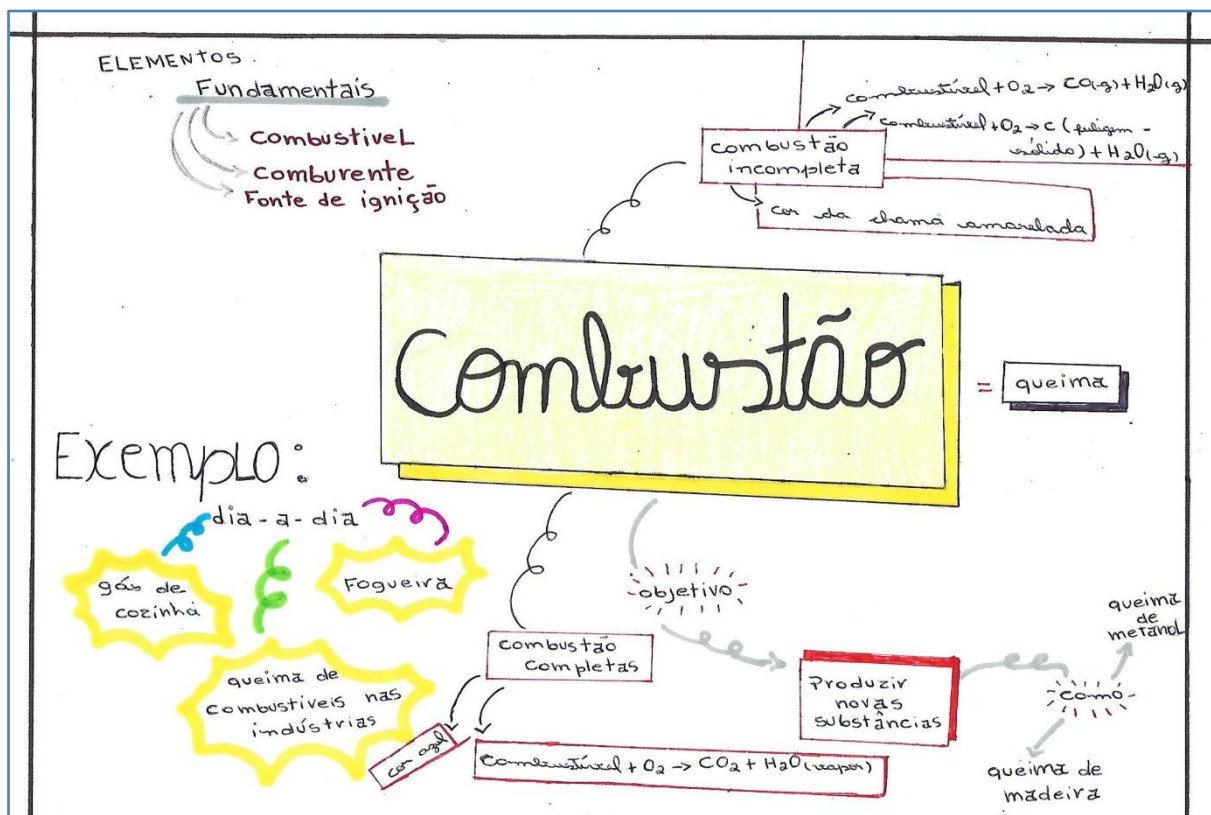 ELEMENTOS
Fundamentais
combustiveL
comburente
Fonte de ignição
combustão
incompleta
combustível + O2 → CO(g) + H2O(g)
combustível + O2 → C (fuligem -
sólido) + H2O(g)
cor da chama amarelada
Combustão
= queima
Exemplo:
dia-a-dia
gás de
cozinha
Fogueira
queima de
combustíveis nas
indústrias
combustão
completas
cor azul
Combustível + O2 → CO2 + H2O (vapor)
objetivo
Produzir
novas
substâncias
como
queima
de
metanol
queima de
madeira